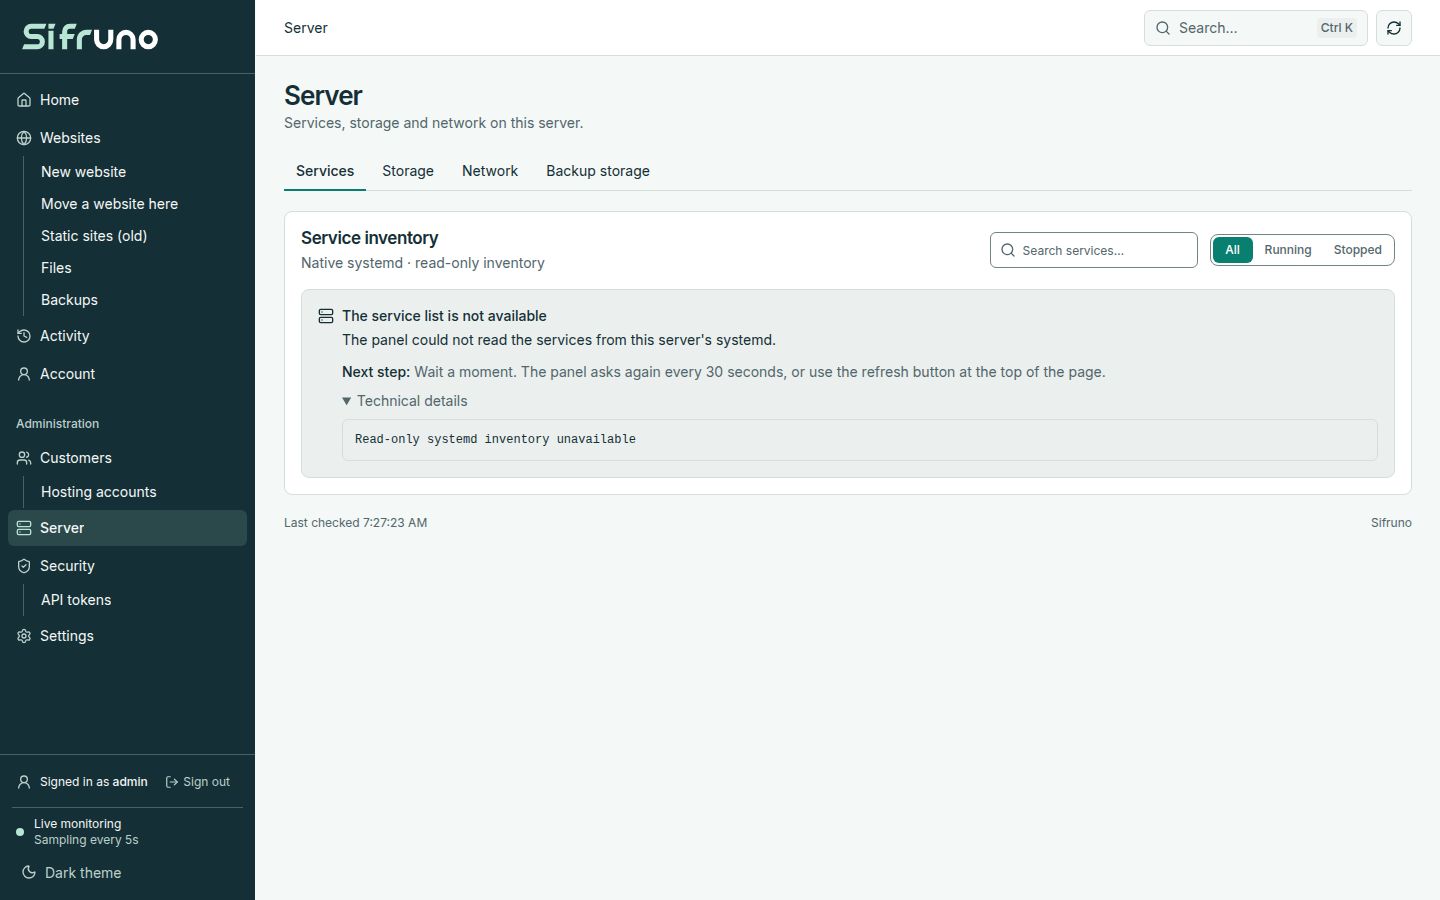 Sifruno
Home
Websites
New website
Move a website here
Static sites (old)
Files
Backups
Activity
Account
Administration
Customers
Hosting accounts
Server
Security
API tokens
Settings
Signed in as admin
Sign out
Live monitoring
Sampling every 5s
Dark theme
Server
Search...
Ctrl K
Server
Services, storage and network on this server.
Services
Storage
Network
Backup storage
Service inventory
Native systemd · read-only inventory
Search services...
All
Running
Stopped
The service list is not available
The panel could not read the services from this server's systemd.
Next step: Wait a moment. The panel asks again every 30 seconds, or use the refresh button at the top of the page.
Technical details
Read-only systemd inventory unavailable
Last checked 7:27:23 AM
Sifruno